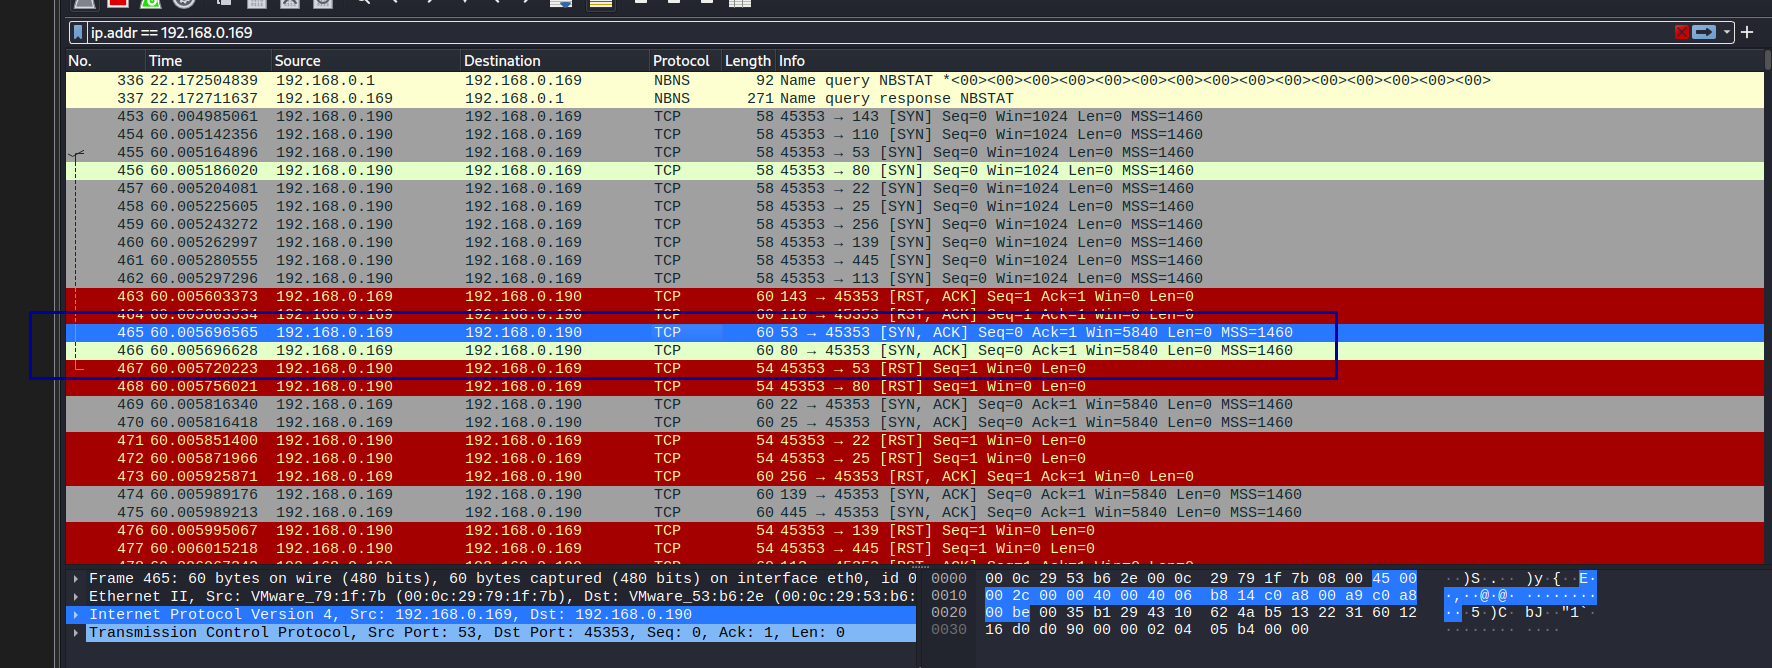 ip.addr == 192.168.0.169
No. Time Source Destination Protocol Length Info
336 22.172504839 192.168.0.1 192.168.0.169 NBNS 92 Name query NBSTAT *<00><00><00><00><00><00><00><00><00><00><00><00><00><00><00>
337 22.172711637 192.168.0.169 192.168.0.1 NBNS 271 Name query response NBSTAT
453 60.004985061 192.168.0.190 192.168.0.169 TCP 58 45353 → 143 [SYN] Seq=0 Win=1024 Len=0 MSS=1460
454 60.005142356 192.168.0.190 192.168.0.169 TCP 58 45353 → 110 [SYN] Seq=0 Win=1024 Len=0 MSS=1460
455 60.005164896 192.168.0.190 192.168.0.169 TCP 58 45353 → 53 [SYN] Seq=0 Win=1024 Len=0 MSS=1460
456 60.005186020 192.168.0.190 192.168.0.169 TCP 58 45353 → 80 [SYN] Seq=0 Win=1024 Len=0 MSS=1460
457 60.005204081 192.168.0.190 192.168.0.169 TCP 58 45353 → 22 [SYN] Seq=0 Win=1024 Len=0 MSS=1460
458 60.005225605 192.168.0.190 192.168.0.169 TCP 58 45353 → 25 [SYN] Seq=0 Win=1024 Len=0 MSS=1460
459 60.005243272 192.168.0.190 192.168.0.169 TCP 58 45353 → 256 [SYN] Seq=0 Win=1024 Len=0 MSS=1460
460 60.005262997 192.168.0.190 192.168.0.169 TCP 58 45353 → 139 [SYN] Seq=0 Win=1024 Len=0 MSS=1460
461 60.005280555 192.168.0.190 192.168.0.169 TCP 58 45353 → 445 [SYN] Seq=0 Win=1024 Len=0 MSS=1460
462 60.005297296 192.168.0.190 192.168.0.169 TCP 58 45353 → 113 [SYN] Seq=0 Win=1024 Len=0 MSS=1460
463 60.005603373 192.168.0.169 192.168.0.190 TCP 60 143 → 45353 [RST, ACK] Seq=1 Ack=1 Win=0 Len=0
464 60.005603534 192.168.0.169 192.168.0.190 TCP 60 110 → 45353 [RST, ACK] Seq=1 Ack=1 Win=0 Len=0
465 60.005696565 192.168.0.169 192.168.0.190 TCP 60 53 → 45353 [SYN, ACK] Seq=0 Ack=1 Win=5840 Len=0 MSS=1460
466 60.005696628 192.168.0.169 192.168.0.190 TCP 60 80 → 45353 [SYN, ACK] Seq=0 Ack=1 Win=5840 Len=0 MSS=1460
467 60.005720223 192.168.0.190 192.168.0.169 TCP 54 45353 → 53 [RST] Seq=1 Win=0 Len=0
468 60.005756021 192.168.0.190 192.168.0.169 TCP 54 45353 → 80 [RST] Seq=1 Win=0 Len=0
469 60.005816340 192.168.0.169 192.168.0.190 TCP 60 22 → 45353 [SYN, ACK] Seq=0 Ack=1 Win=5840 Len=0 MSS=1460
470 60.005816418 192.168.0.169 192.168.0.190 TCP 60 25 → 45353 [SYN, ACK] Seq=0 Ack=1 Win=5840 Len=0 MSS=1460
471 60.005851400 192.168.0.190 192.168.0.169 TCP 54 45353 → 22 [RST] Seq=1 Win=0 Len=0
472 60.005871966 192.168.0.190 192.168.0.169 TCP 54 45353 → 25 [RST] Seq=1 Win=0 Len=0
473 60.005925871 192.168.0.169 192.168.0.190 TCP 60 256 → 45353 [RST, ACK] Seq=1 Ack=1 Win=0 Len=0
474 60.005989176 192.168.0.169 192.168.0.190 TCP 60 139 → 45353 [SYN, ACK] Seq=0 Ack=1 Win=5840 Len=0 MSS=1460
475 60.005989213 192.168.0.169 192.168.0.190 TCP 60 445 → 45353 [SYN, ACK] Seq=0 Ack=1 Win=5840 Len=0 MSS=1460
476 60.005995067 192.168.0.190 192.168.0.169 TCP 54 45353 → 139 [RST] Seq=1 Win=0 Len=0
477 60.006015218 192.168.0.190 192.168.0.169 TCP 54 45353 → 445 [RST] Seq=1 Win=0 Len=0
Frame 465: 60 bytes on wire (480 bits), 60 bytes captured (480 bits) on interface eth0, id 0
Ethernet II, Src: VMware_79:1f:7b (00:0c:29:79:1f:7b), Dst: VMware_53:b6:2e (00:0c:29:53:b6:
Internet Protocol Version 4, Src: 192.168.0.169, Dst: 192.168.0.190
Transmission Control Protocol, Src Port: 53, Dst Port: 45353, Seq: 0, Ack: 1, Len: 0
0000 00 0c 29 53 b6 2e 00 0c 29 79 1f 7b 08 00 45 00 ··)S·.·· )y·{··E·
0010 00 2c 00 00 40 00 40 06 b8 14 c0 a8 00 a9 c0 a8 ·,··@·@· ········
0020 00 be 00 35 b1 29 43 10 62 4a b5 13 22 31 60 12 ···5·)C· bJ··"1`·
0030 16 d0 d0 90 00 00 02 04 05 b4 00 00 ········ ····